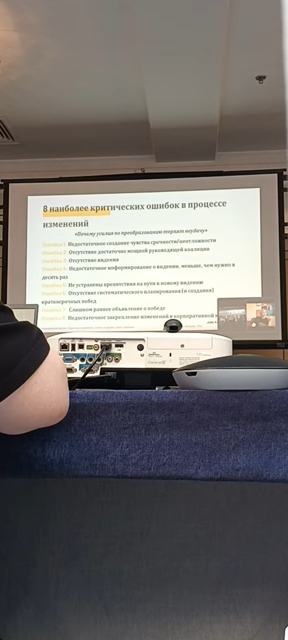 8 наиболее критических ошибок в процессе
изменений
«Почему усилия по преобразованию терпят неудачу»
Ошибка 1: Недостаточное создание чувства срочности/неотложности
Ошибка 2: Отсутствие достаточно мощной руководящей коалиции
Ошибка 3: Отсутствие видения
Ошибка 4: Недостаточное информирование о видении, меньше, чем нужно в
десять раз
Ошибка 5: Не устранены препятствия на пути к новому видению
Ошибка 6: Отсутствие систематического планирования (и создания)
краткосрочных побед
Ошибка 7: Слишком раннее объявление о победе
Ошибка 8: Недостаточное закрепление изменений в корпоративной